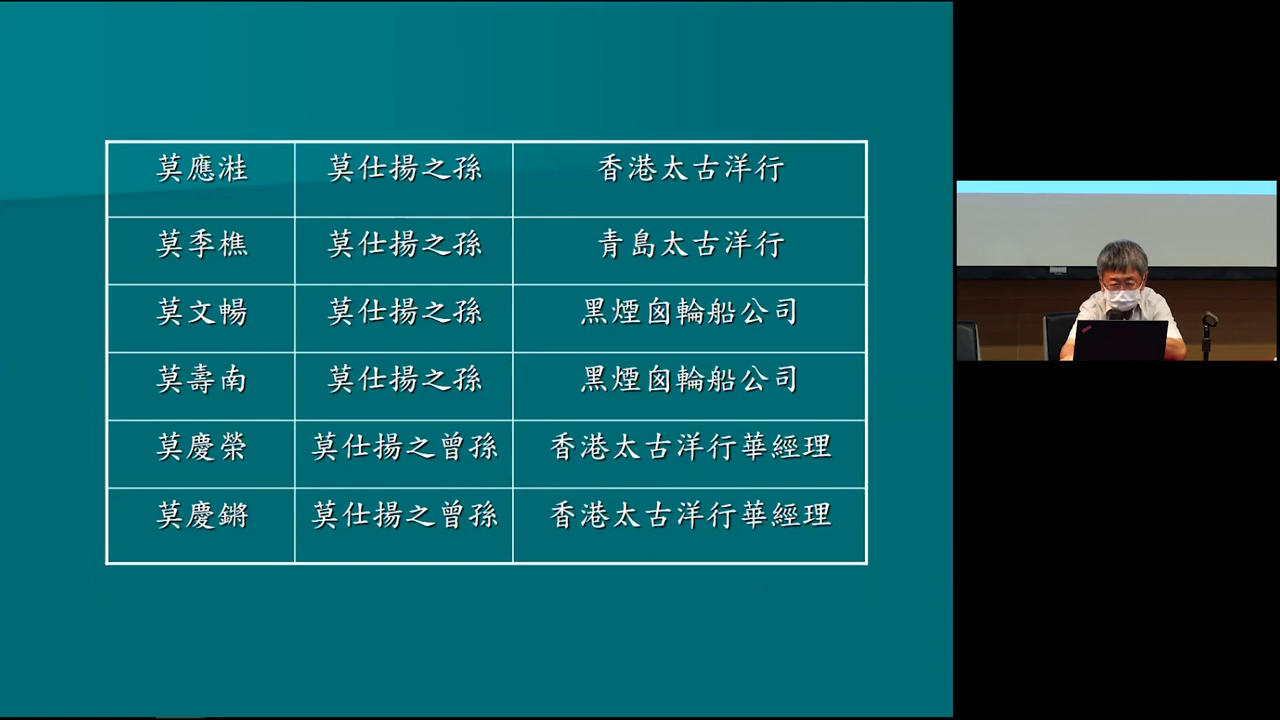 莫應溎 莫仕揚之孫 香港太古洋行
莫季樵 莫仕揚之孫 青島太古洋行
莫文暢 莫仕揚之孫 黑煙囪輪船公司
莫壽南 莫仕揚之孫 黑煙囪輪船公司
莫慶榮 莫仕揚之曾孫 香港太古洋行華經理
莫慶鏘 莫仕揚之曾孫 香港太古洋行華經理